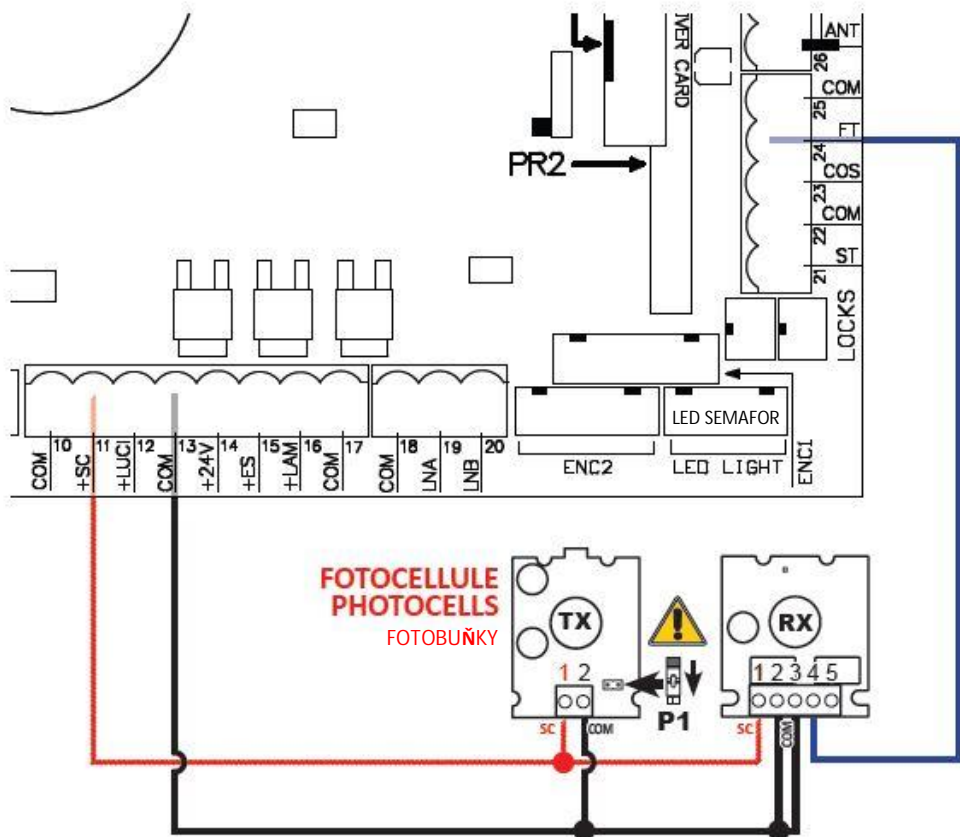 ANT
26
COM
25
FT
24
COS
23
COM
22
ST
21
VER CARD
PR2
LOCKS
10 11 12 13 14 15 16 17 18 19 20
COM +SC +LUCI COM +24V +ES +LAM COM COM LNA LNB
LED SEMAFOR
ENC2
LED LIGHT
ENC1
FOTOCELLULE
PHOTOCELLS
FOTOBUŇKY
TX
1 2
SC
COM
P1
RX
1 2 3 4 5
SC
COM